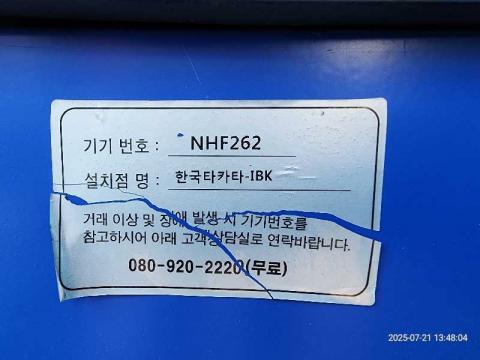 기기 번호 : NHF262
설치점 명 : 한국타카타-IBK
거래 이상 및 장애 발생 시 기기번호를
참고하시어 아래 고객상담실로 연락바랍니다.
080-920-2220(무료)
2025-07-21 13:48:04